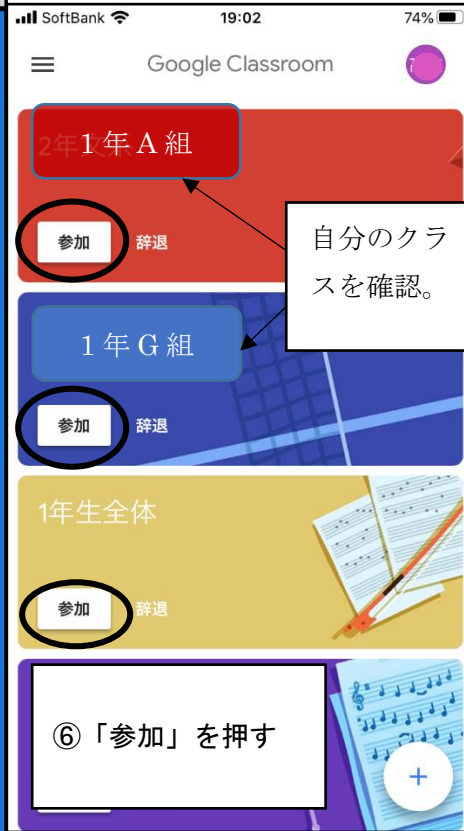 SoftBank 19:02 74%
Google Classroom
1年A組
参加 辞退
自分のクラ
スを確認。
1年G組
参加 辞退
1年生全体
参加 辞退
⑥「参加」を押す
+